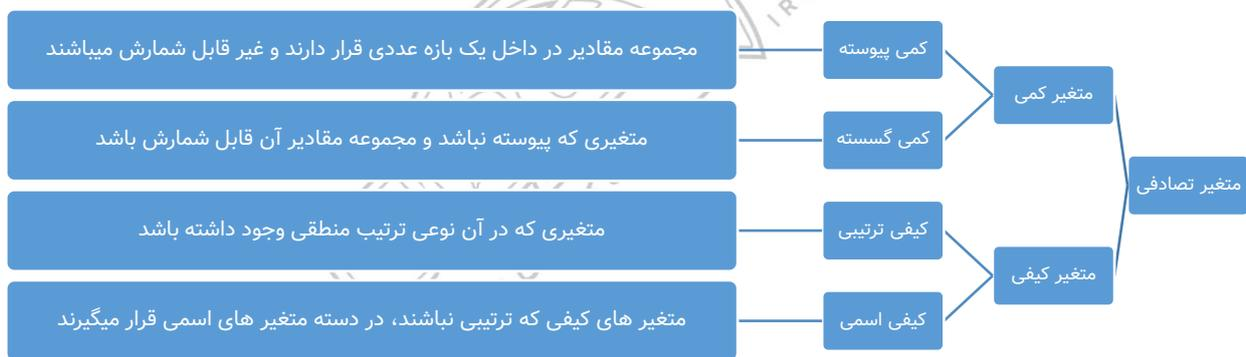 متغیر تصادفی
متغیر کمی
کمی پیوسته
مجموعه مقادیر در داخل یک بازه عددی قرار دارند و غیر قابل شمارش میباشند
کمی گسسته
متغیری که پیوسته نباشد و مجموعه مقادیر آن قابل شمارش باشد
متغیر کیفی
کیفی ترتیبی
متغیری که در آن نوعی ترتیب منطقی وجود داشته باشد
کیفی اسمی
متغیر های کیفی که ترتیبی نباشند، در دسته متغیر های اسمی قرار میگیرند